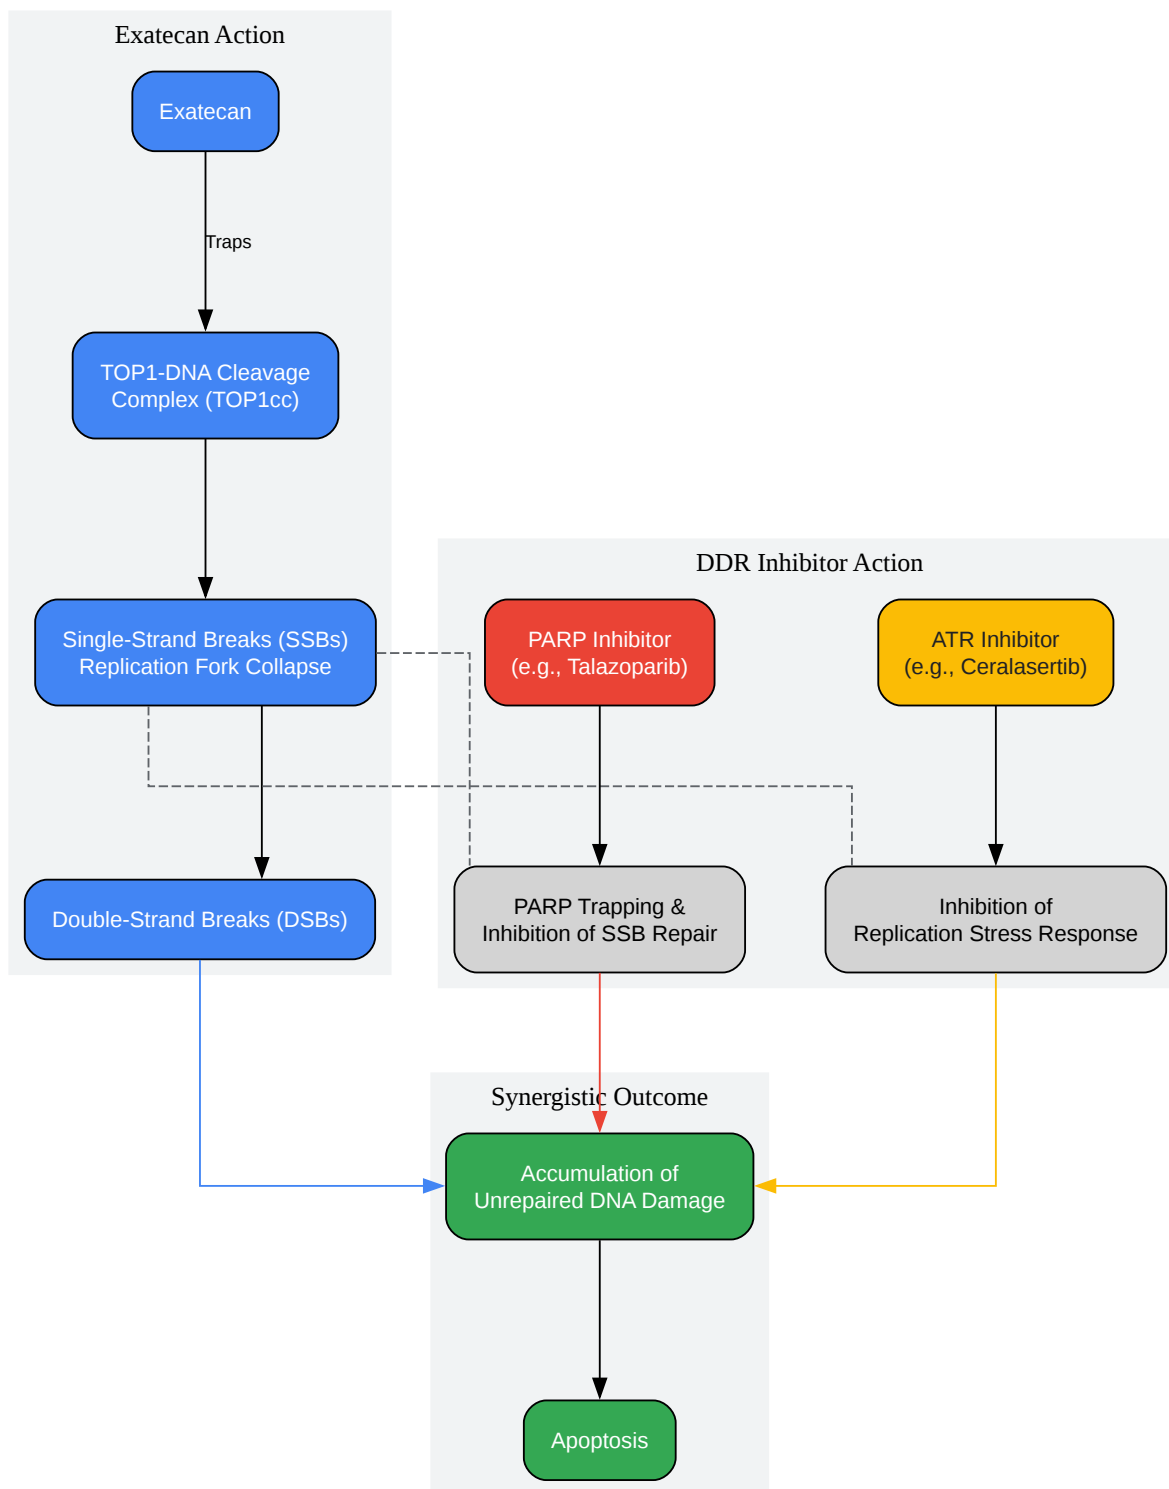 Exatecan Action
Exatecan
Traps
TOP1-DNA Cleavage
Complex (TOP1cc)
Single-Strand Breaks (SSBs)
Replication Fork Collapse
Double-Strand Breaks (DSBs)
DDR Inhibitor Action
PARP Inhibitor
(e.g., Talazoparib)
ATR Inhibitor
(e.g., Ceralasertib)
PARP Trapping &
Inhibition of SSB Repair
Inhibition of
Replication Stress Response
Synergistic Outcome
Accumulation of
Unrepaired DNA Damage
Apoptosis